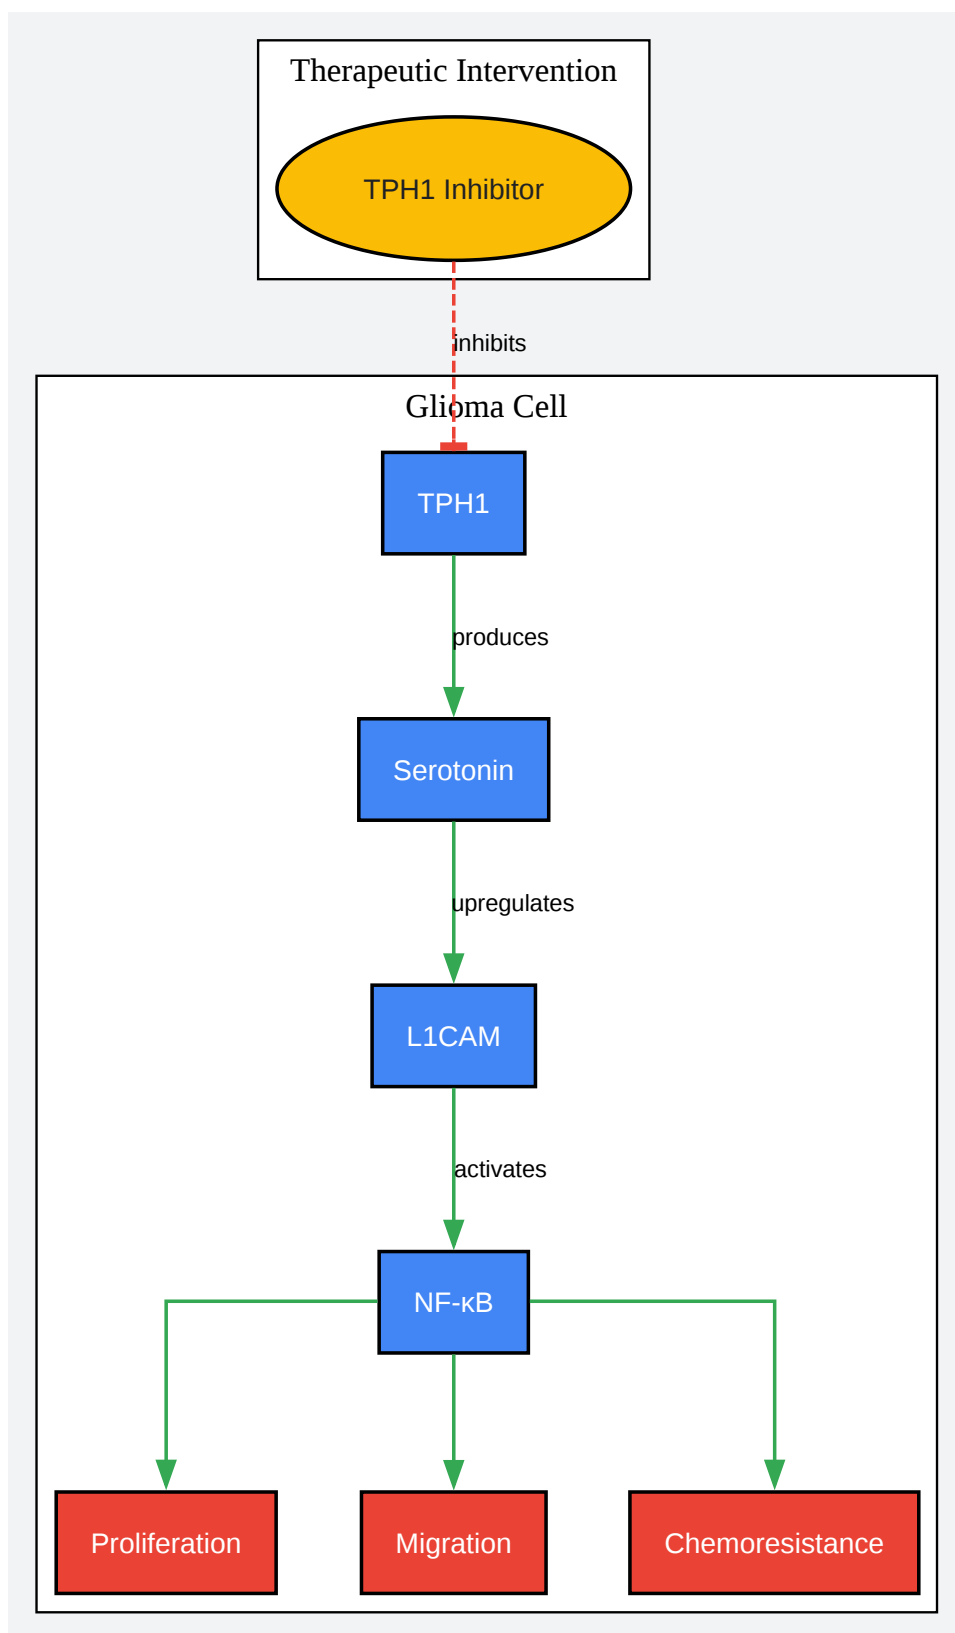 Therapeutic Intervention
TPH1 Inhibitor
inhibits
Glioma Cell
TPH1
produces
Serotonin
upregulates
L1CAM
activates
NF-κB
Proliferation
Migration
Chemoresistance